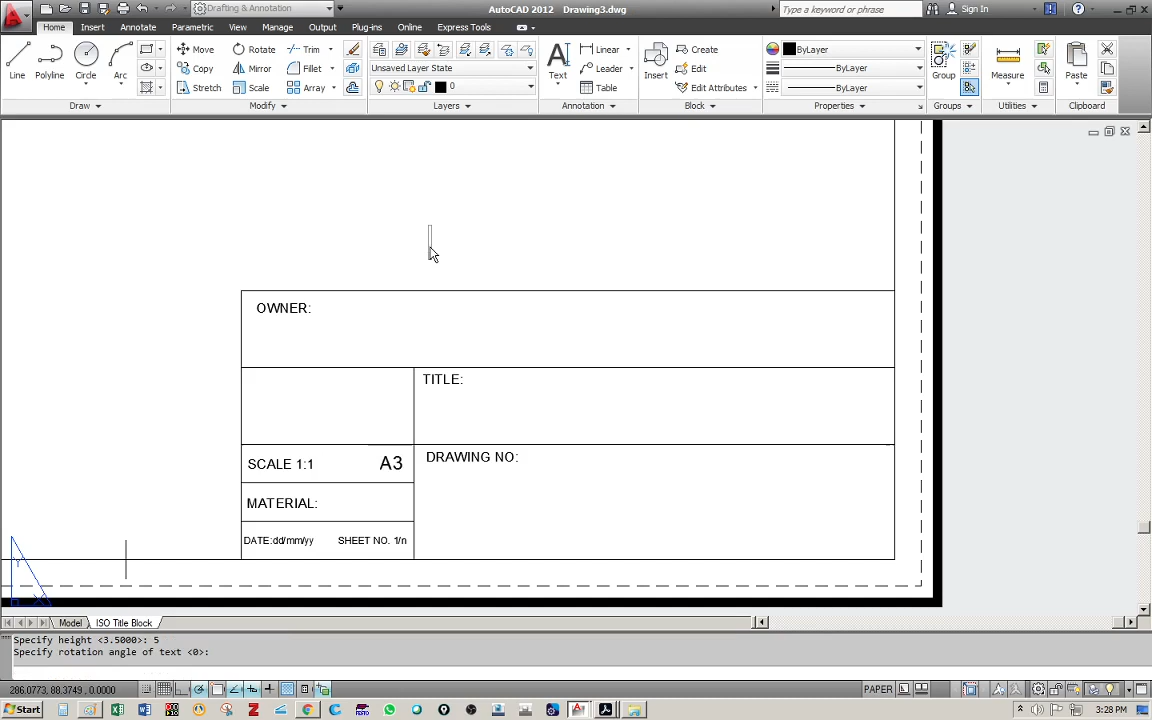 Drafting & Annotation
AutoCAD 2012 Drawing3.dwg
Type a keyword or phrase
Sign In
Home Insert Annotate Parametric View Manage Output Plug-ins Online Express Tools
Line Polyline Circle Arc
Move Rotate Trim
Copy Mirror Fillet
Stretch Scale Array
Unsaved Layer State
0
Text
Linear
Leader
Table
Insert
Create
Edit
Edit Attributes
ByLayer
ByLayer
ByLayer
Group
Measure
Paste
Draw Modify Layers Annotation Block Properties Groups Utilities Clipboard
OWNER:
TITLE:
SCALE 1:1 A3
DRAWING NO:
MATERIAL:
DATE:dd/mm/yy SHEET NO. 1/n
Y
X
Model ISO Title Block
Specify height <3.5000>: 5
Specify rotation angle of text <0>:
286.0773, 88.3749, 0.0000
PAPER
Start
3:28 PM